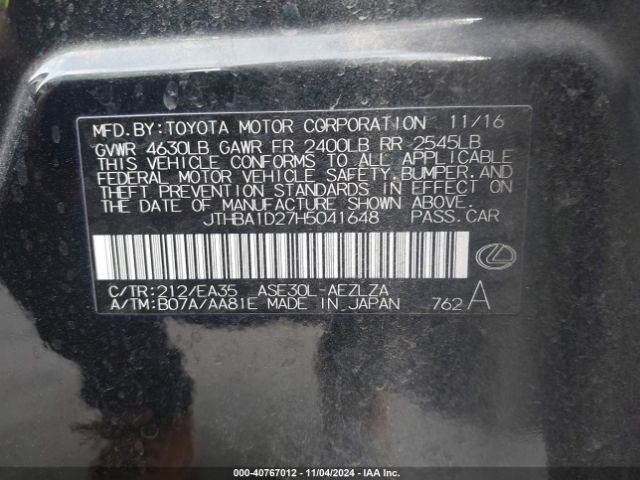 MFD.BY:TOYOTA MOTOR CORPORATION 11/16
GVWR 4630LB GAWR FR 2400LB RR 2545LB
THIS VEHICLE CONFORMS TO ALL APPLICABLE
FEDERAL MOTOR VEHICLE SAFETY,BUMPER,AND
THEFT PREVENTION STANDARDS IN EFFECT ON
THE DATE OF MANUFACTURE SHOWN ABOVE.
JTHBA1D27H5041648 PASS.CAR
C/TR:212/EA35 ASE30L-AEZLZA
A/TM:B07A/AA81E MADE IN JAPAN 762 A
000-40767012 - 11/04/2024 - IAA Inc.